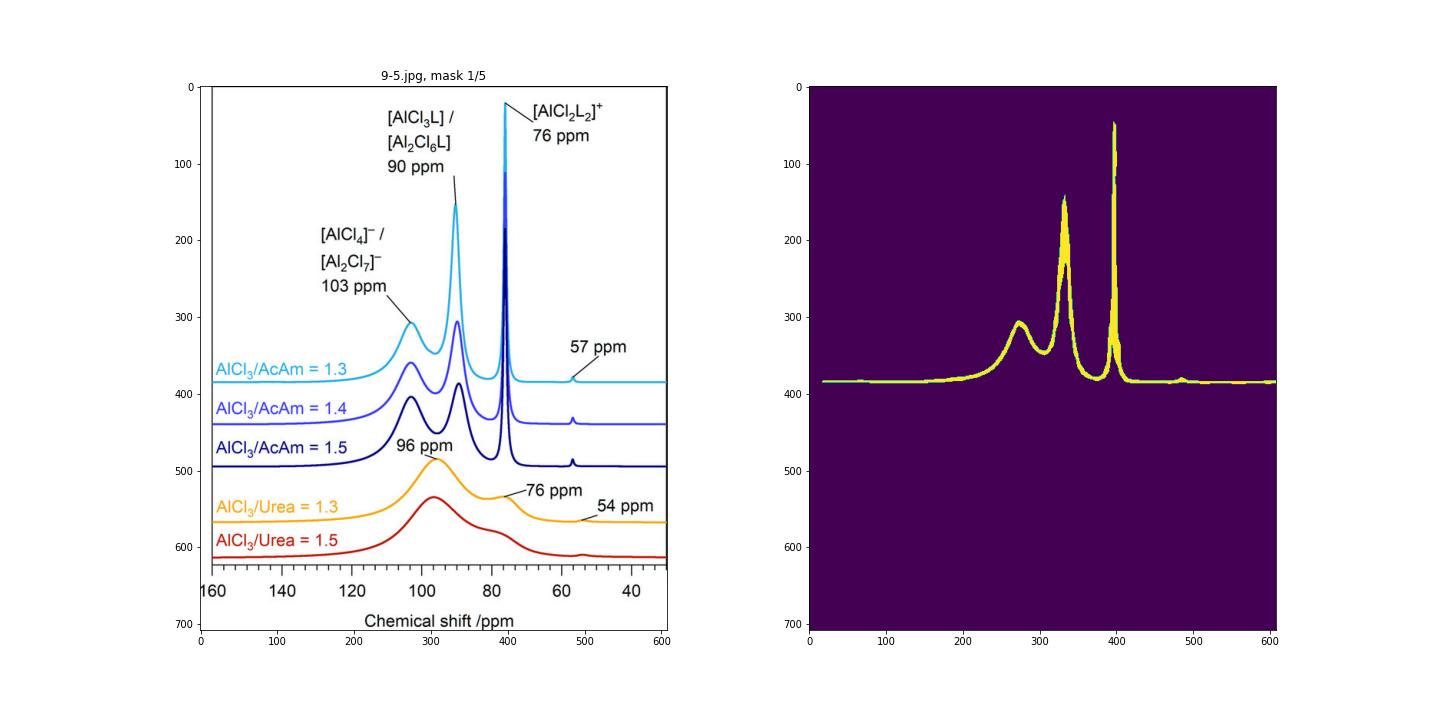 9-5.jpg, mask 1/5
0
100
200
300
400
500
600
700
[AlCl₃L] /
[Al₂Cl₆L]
90 ppm
[AlCl₂L₂]⁺
76 ppm
[AlCl₄]⁻ /
[Al₂Cl₇]⁻
103 ppm
57 ppm
AlCl₃/AcAm = 1.3
AlCl₃/AcAm = 1.4
AlCl₃/AcAm = 1.5
96 ppm
76 ppm
54 ppm
AlCl₃/Urea = 1.3
AlCl₃/Urea = 1.5
160 140 120 100 80 60 40
Chemical shift /ppm
0 100 200 300 400 500 600
0
100
200
300
400
500
600
700
0 100 200 300 400 500 600